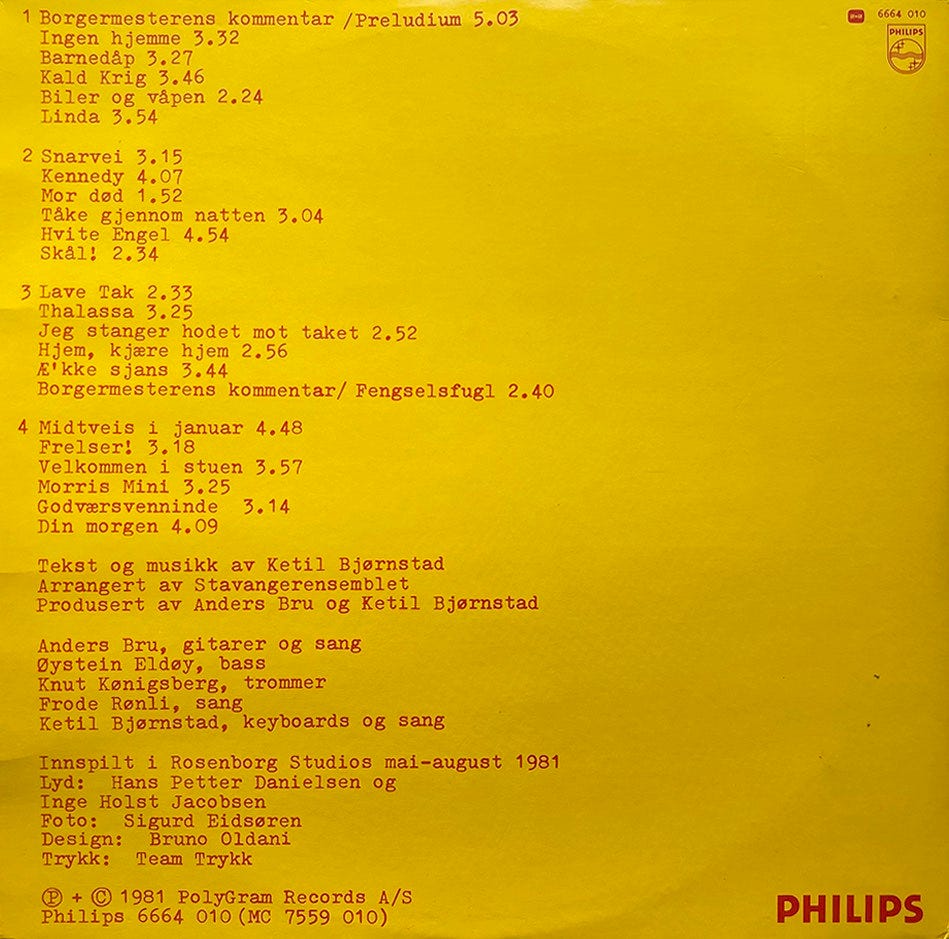 1 Borgermesterens kommentar /Preludium 5.03
Ingen hjemme 3.32
Barnedåp 3.27
Kald Krig 3.46
Biler og våpen 2.24
Linda 3.54
2 Snarvei 3.15
Kennedy 4.07
Mor død 1.52
Tåke gjennom natten 3.04
Hvite Engel 4.54
Skål! 2.34
3 Lave Tak 2.33
Thalassa 3.25
Jeg stanger hodet mot taket 2.52
Hjem, kjære hjem 2.56
Æ'kke sjans 3.44
Borgermesterens kommentar/ Fengselsfugl 2.40
4 Midtveis i januar 4.48
Frelser! 3.18
Velkommen i stuen 3.57
Morris Mini 3.25
Godværsvenninde 3.14
Din morgen 4.09
Tekst og musikk av Ketil Bjørnstad
Arrangert av Stavangerensemblet
Produsert av Anders Bru og Ketil Bjørnstad
Anders Bru, gitarer og sang
Øystein Eldøy, bass
Knut Kønigsberg, trommer
Frode Rønli, sang
Ketil Bjørnstad, keyboards og sang
Innspilt i Rosenborg Studios mai-august 1981
Lyd: Hans Petter Danielsen og
Inge Holst Jacobsen
Foto: Sigurd Eidsøren
Design: Bruno Oldani
Trykk: Team Trykk
Ⓟ + © 1981 PolyGram Records A/S
Philips 6664 010 (MC 7559 010)
6664 010
PHILIPS
PHILIPS